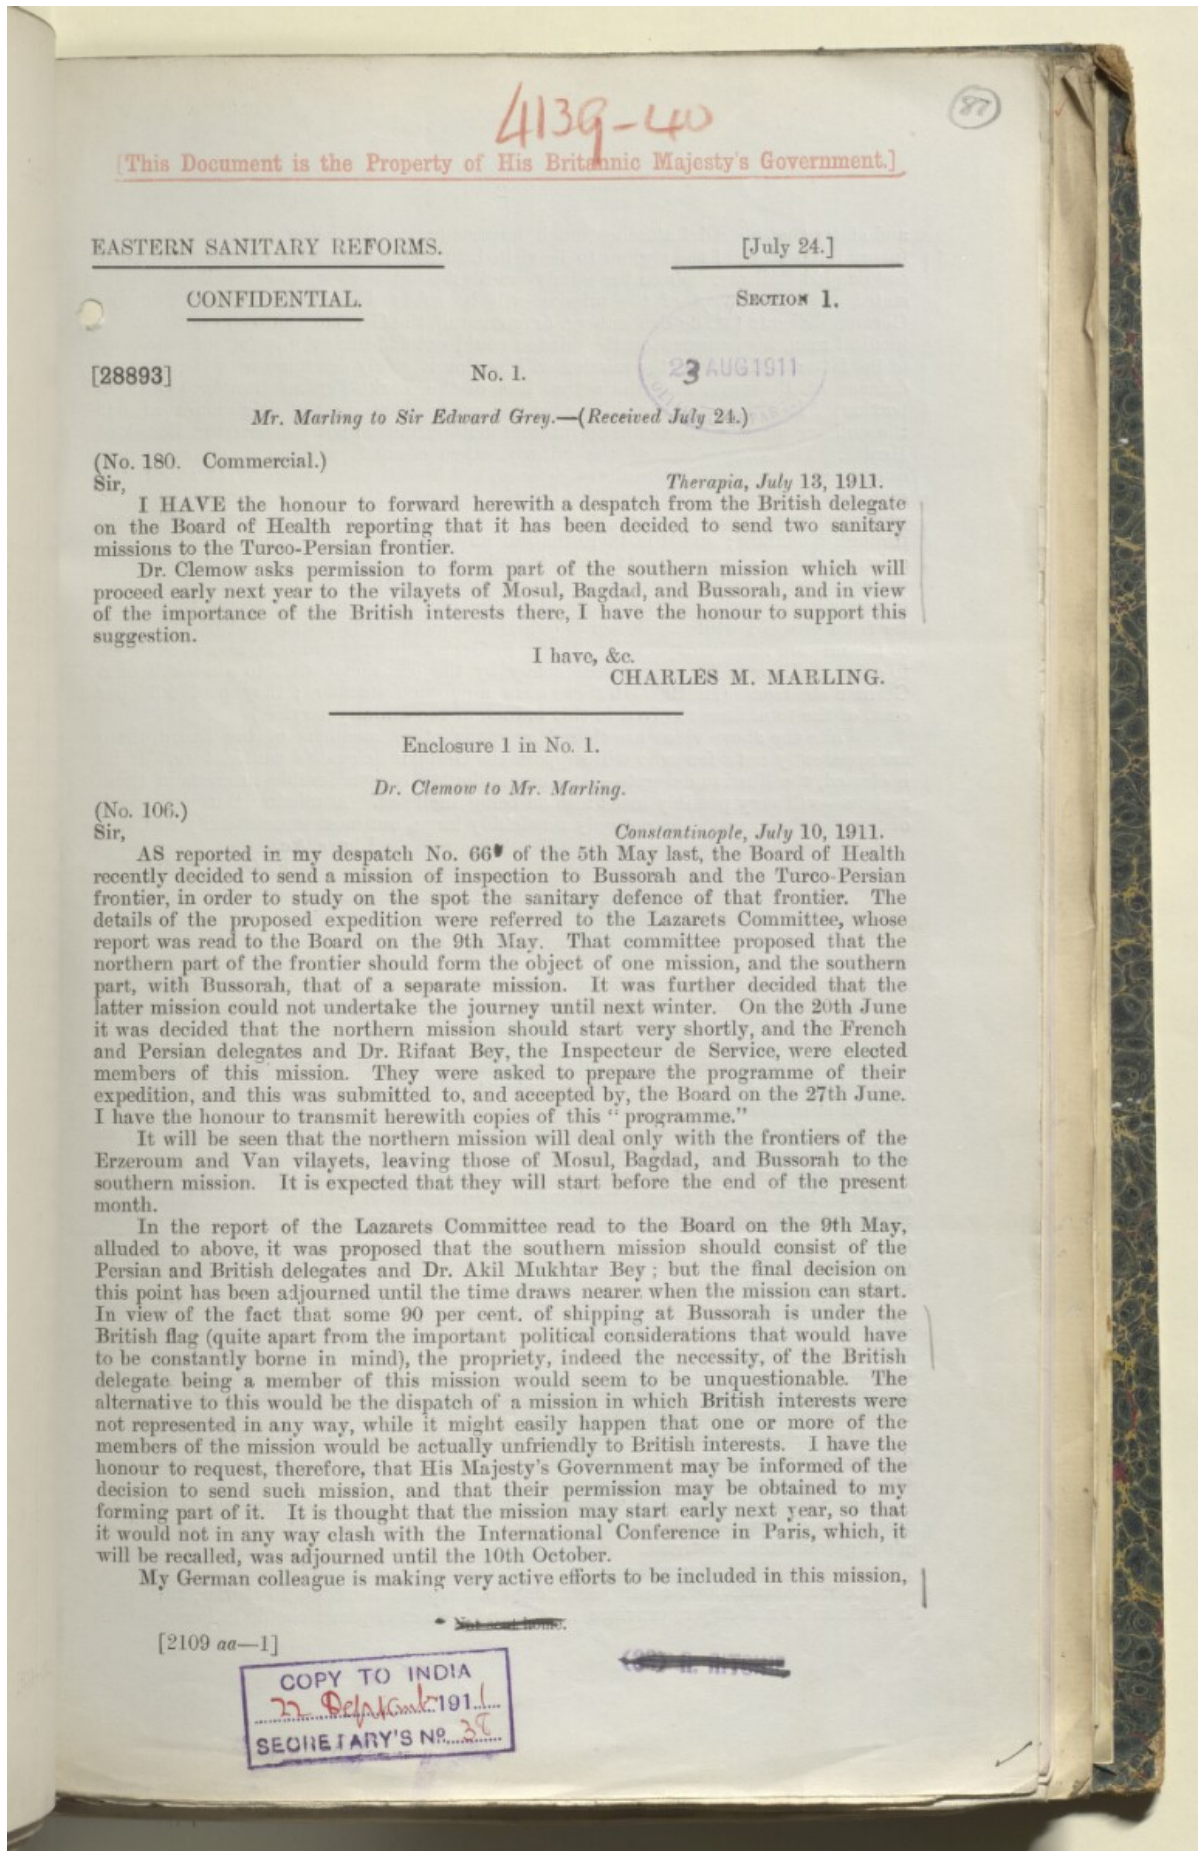 4139-40
87
[This Document is the Property of His Britannic Majesty's Government.]
EASTERN SANITARY REFORMS.
[July 24.]
CONFIDENTIAL.
SECTION 1.
[28893]
No. 1.
23 AUG 1911
Mr. Marling to Sir Edward Grey.—(Received July 24.)
(No. 180. Commercial.)
Sir,
Therapia, July 13, 1911.
I HAVE the honour to forward herewith a despatch from the British delegate
on the Board of Health reporting that it has been decided to send two sanitary
missions to the Turco-Persian frontier.
Dr. Clemow asks permission to form part of the southern mission which will
proceed early next year to the vilayets of Mosul, Bagdad, and Bussorah, and in view
of the importance of the British interests there, I have the honour to support this
suggestion.
I have, &c.
CHARLES M. MARLING.
Enclosure 1 in No. 1.
Dr. Clemow to Mr. Marling.
(No. 106.)
Sir,
Constantinople, July 10, 1911.
AS reported in my despatch No. 66* of the 5th May last, the Board of Health
recently decided to send a mission of inspection to Bussorah and the Turco-Persian
frontier, in order to study on the spot the sanitary defence of that frontier. The
details of the proposed expedition were referred to the Lazarets Committee, whose
report was read to the Board on the 9th May. That committee proposed that the
northern part of the frontier should form the object of one mission, and the southern
part, with Bussorah, that of a separate mission. It was further decided that the
latter mission could not undertake the journey until next winter. On the 20th June
it was decided that the northern mission should start very shortly, and the French
and Persian delegates and Dr. Rifaat Bey, the Inspecteur de Service, were elected
members of this mission. They were asked to prepare the programme of their
expedition, and this was submitted to, and accepted by, the Board on the 27th June.
I have the honour to transmit herewith copies of this "programme."
It will be seen that the northern mission will deal only with the frontiers of the
Erzeroum and Van vilayets, leaving those of Mosul, Bagdad, and Bussorah to the
southern mission. It is expected that they will start before the end of the present
month.
In the report of the Lazarets Committee read to the Board on the 9th May,
alluded to above, it was proposed that the southern mission should consist of the
Persian and British delegates and Dr. Akil Mukhtar Bey; but the final decision on
this point has been adjourned until the time draws nearer when the mission can start.
In view of the fact that some 90 per cent. of shipping at Bussorah is under the
British flag (quite apart from the important political considerations that would have
to be constantly borne in mind), the propriety, indeed the necessity, of the British
delegate being a member of this mission would seem to be unquestionable. The
alternative to this would be the dispatch of a mission in which British interests were
not represented in any way, while it might easily happen that one or more of the
members of the mission would be actually unfriendly to British interests. I have the
honour to request, therefore, that His Majesty's Government may be informed of the
decision to send such mission, and that their permission may be obtained to my
forming part of it. It is thought that the mission may start early next year, so that
it would not in any way clash with the International Conference in Paris, which, it
will be recalled, was adjourned until the 10th October.
My German colleague is making very active efforts to be included in this mission,
* Not sent home.
[2109 aa—1]
COPY TO INDIA
22 Septemb 1911
SECRETARY'S No. 38